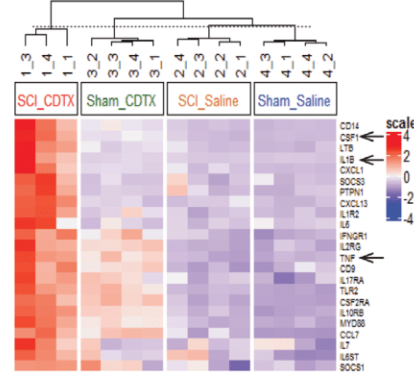 1_3 1_4 1_1 3_2 3_3 3_4 3_1 2_4 2_3 2_2 2_1 4_3 4_1 4_4 4_2
SCI_CDTX Sham_CDTX SCI_Saline Sham_Saline
CD14
CSF1
LTB
IL1B
CXCL1
SOCS3
PTPN1
CXCL13
IL1R2
IL6
IFNGR1
IL2RG
TNF
CD9
IL17RA
TLR2
CSF2RA
IL10RB
MYD88
CCL7
IL7
IL6ST
SOCS1
scale
4
2
0
-2
-4